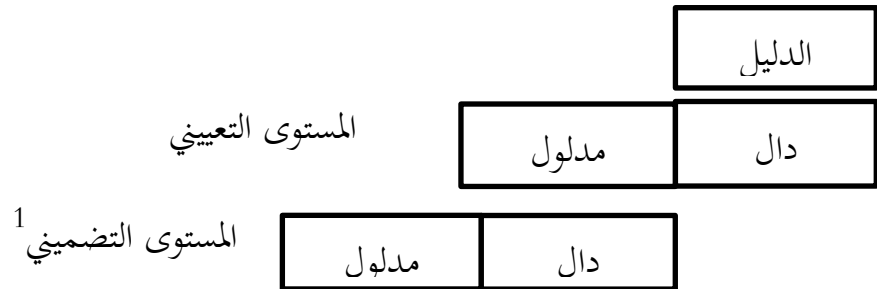 الدليل
دال مدلول المستوى التعييني
دال مدلول المستوى التضميني1